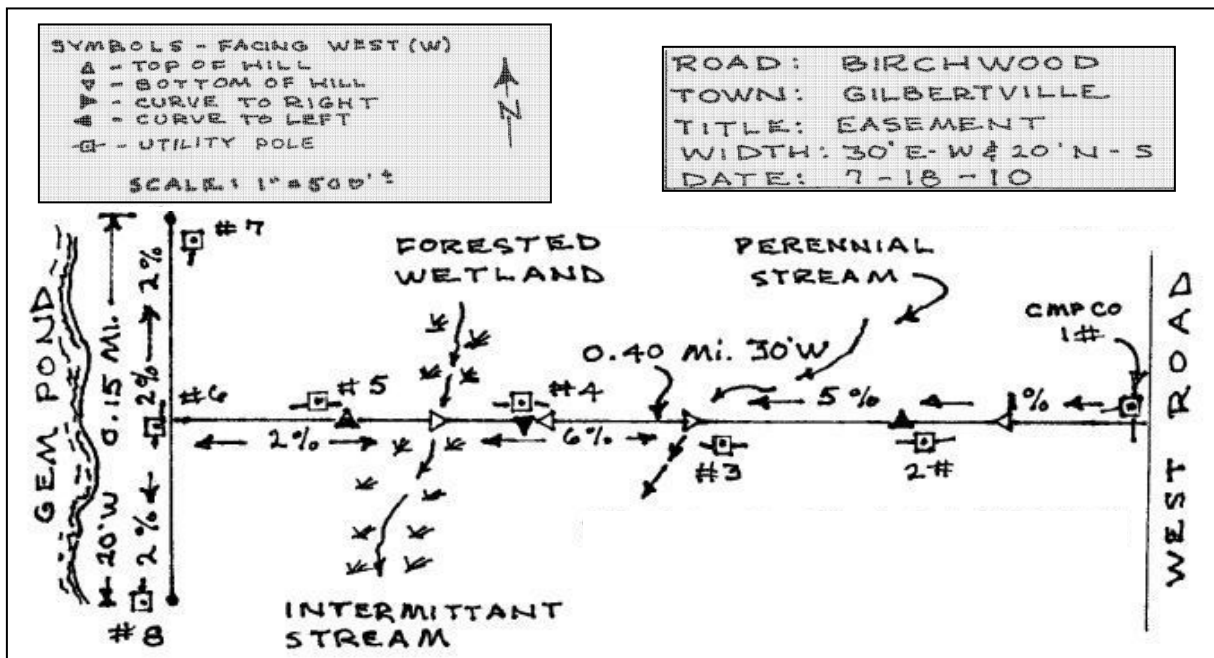 SYMBOLS - FACING WEST (W)
- TOP OF HILL
- BOTTOM OF HILL
- CURVE TO RIGHT
- CURVE TO LEFT
- UTILITY POLE
SCALE: 1" = 500' ±
N
ROAD: BIRCHWOOD
TOWN: GILBERTVILLE
TITLE: EASEMENT
WIDTH: 30' E-W & 20' N-S
DATE: 7-18-10
#7
FORESTED
WETLAND
PERENNIAL
STREAM
CMP CO
1#
GEM POND
0.15 MI.
20'W
2%
2%
2%
#6
#5
#4
0.40 MI. 30'W
5%
1%
2%
6%
#3
2#
WEST ROAD
INTERMITTANT
STREAM
#8